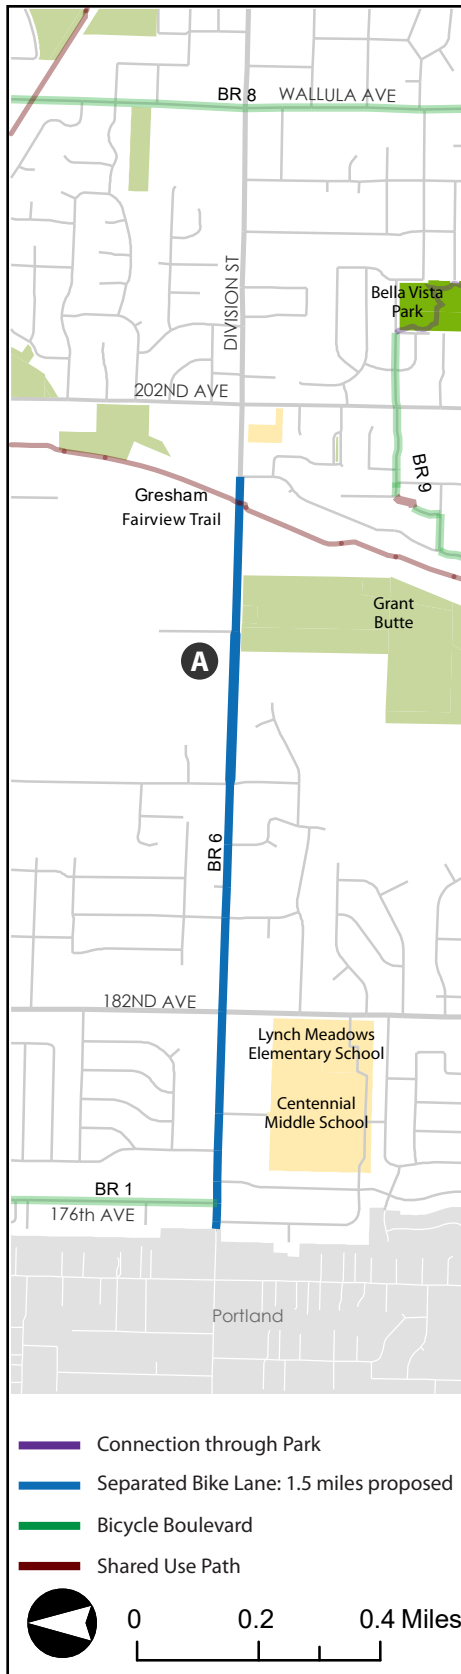 BR 8 WALLULA AVE
DIVISION ST
Bella Vista
Park
202ND AVE
BR 9
Gresham
Fairview Trail
Grant
Butte
A
BR 6
182ND AVE
Lynch Meadows
Elementary School
Centennial
Middle School
BR 1
176th AVE
Portland
Connection through Park
Separated Bike Lane: 1.5 miles proposed
Bicycle Boulevard
Shared Use Path
0 0.2 0.4 Miles